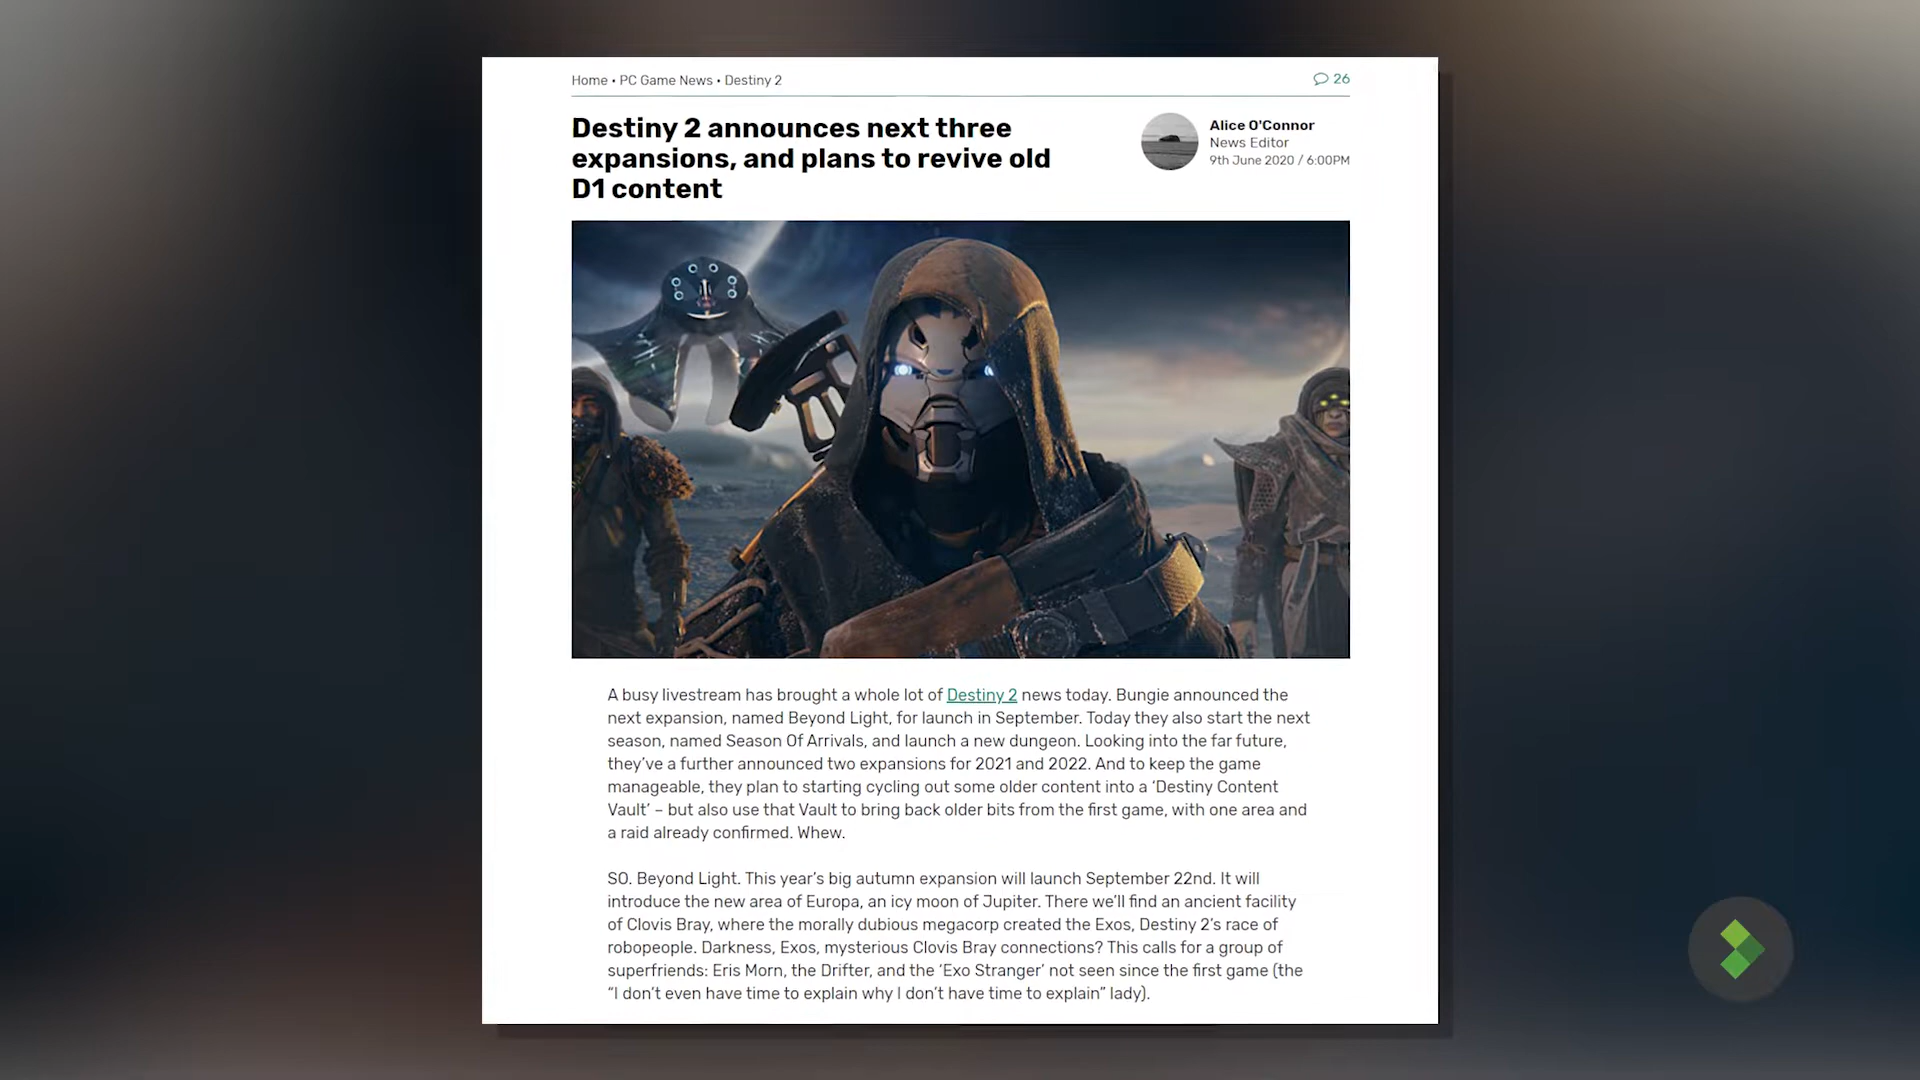 Home • PC Game News • Destiny 2
26
Destiny 2 announces next three
expansions, and plans to revive old
D1 content
Alice O'Connor
News Editor
9th June 2020 / 6:00PM
A busy livestream has brought a whole lot of Destiny 2 news today. Bungie announced the
next expansion, named Beyond Light, for launch in September. Today they also start the next
season, named Season Of Arrivals, and launch a new dungeon. Looking into the far future,
they’ve a further announced two expansions for 2021 and 2022. And to keep the game
manageable, they plan to starting cycling out some older content into a ‘Destiny Content
Vault’ – but also use that Vault to bring back older bits from the first game, with one area and
a raid already confirmed. Whew.
SO. Beyond Light. This year’s big autumn expansion will launch September 22nd. It will
introduce the new area of Europa, an icy moon of Jupiter. There we’ll find an ancient facility
of Clovis Bray, where the morally dubious megacorp created the Exos, Destiny 2’s race of
robopeople. Darkness, Exos, mysterious Clovis Bray connections? This calls for a group of
superfriends: Eris Morn, the Drifter, and the ‘Exo Stranger’ not seen since the first game (the
“I don’t even have time to explain why I don’t have time to explain” lady).